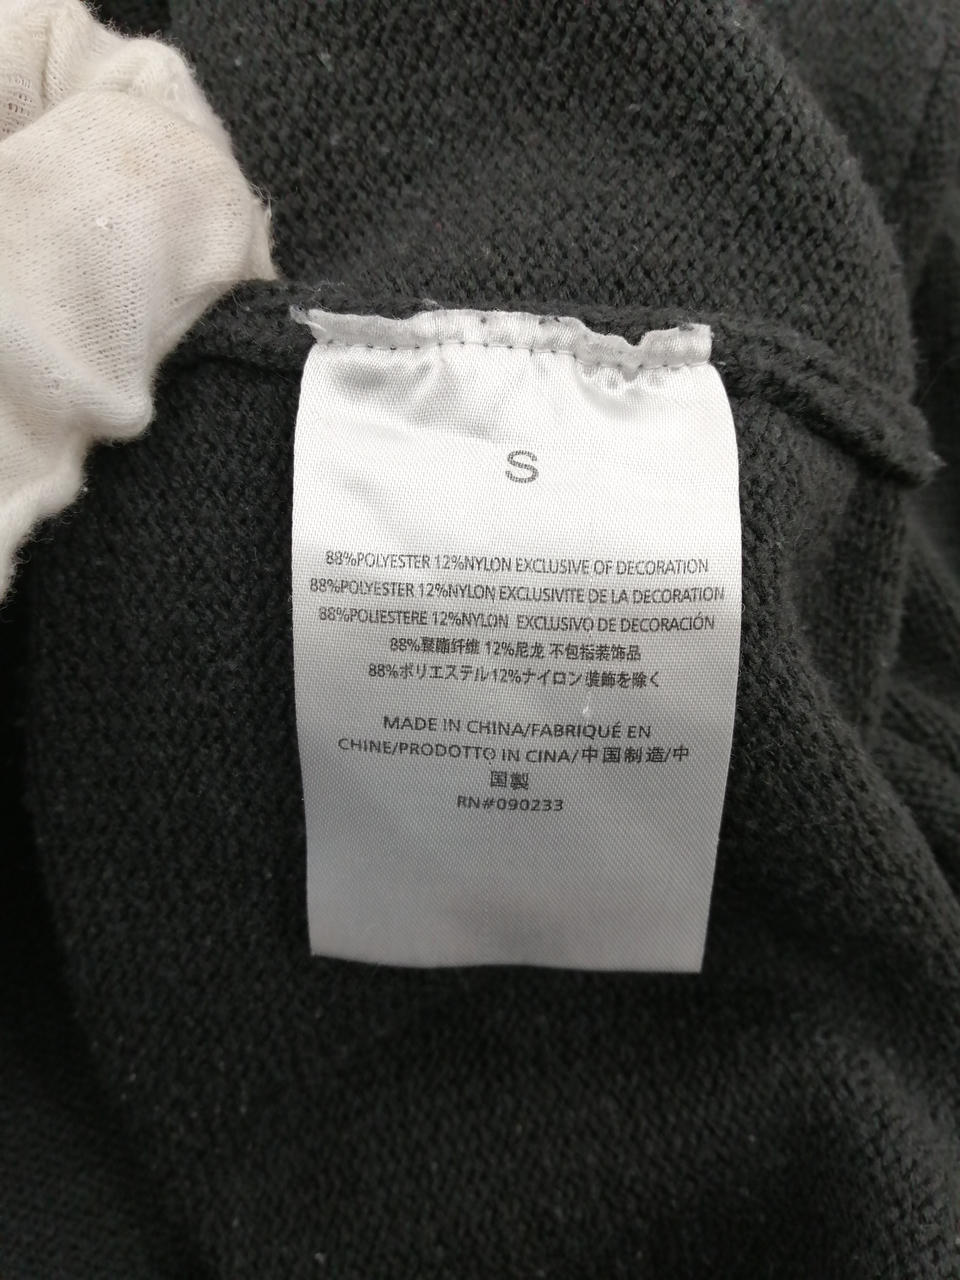 S
88%POLYESTER 12%NYLON EXCLUSIVE OF DECORATION
88%POLYESTER 12%NYLON EXCLUSIVITE DE LA DECORATION
88%POLIESTERE 12%NYLON EXCLUSIVO DE DECORACIÓN
88%聚酯纤维 12%尼龙 不包括装饰品
88%ポリエステル12%ナイロン装飾を除く
MADE IN CHINA/FABRIQUÉ EN
CHINE/PRODOTTO IN CINA/中国制造/中
国製
RN#090233